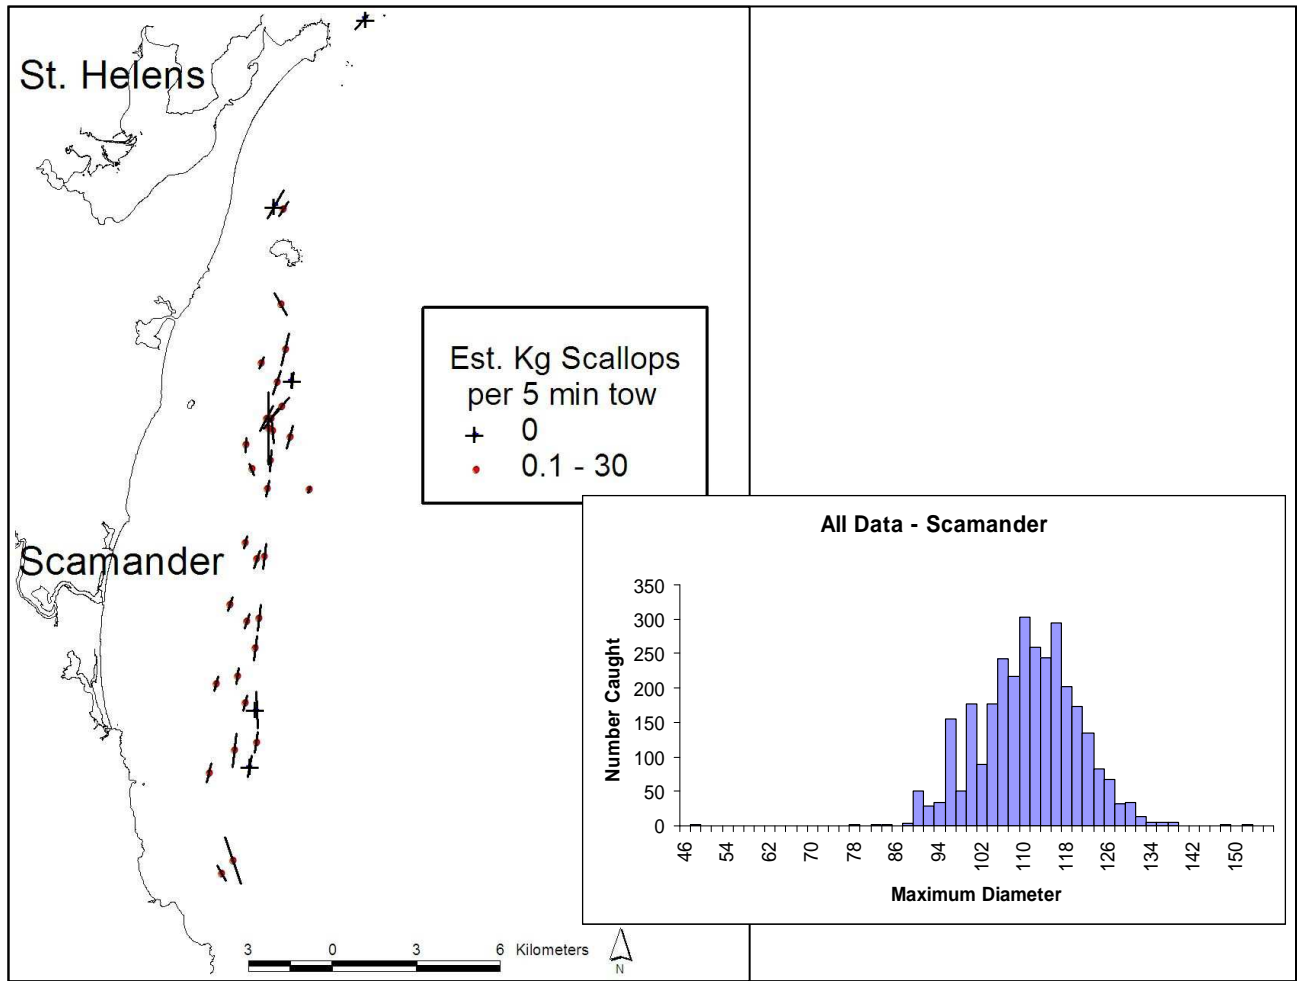 St. Helens
Est. Kg Scallops
per 5 min tow
0
0.1 - 30
Scamander
All Data - Scamander
Number Caught
350
300
250
200
150
100
50
0
46 54 62 70 78 86 94 102 110 118 126 134 142 150
Maximum Diameter
3 0 3 6 Kilometers
N